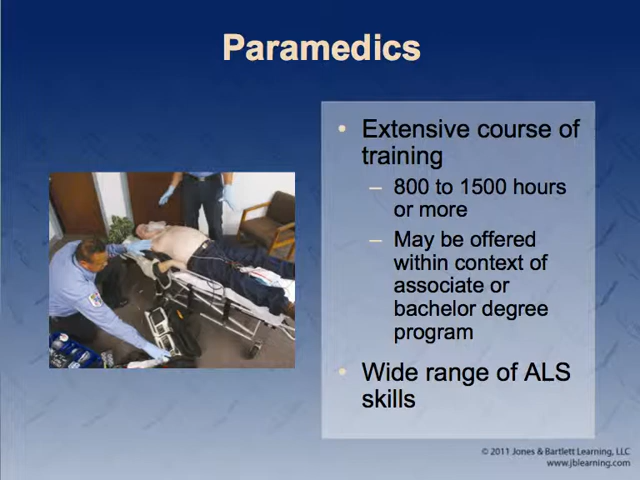 Paramedics
• Extensive course of
training
– 800 to 1500 hours
or more
– May be offered
within context of
associate or
bachelor degree
program
• Wide range of ALS
skills
© 2011 Jones & Bartlett Learning, LLC
www.jblearning.com